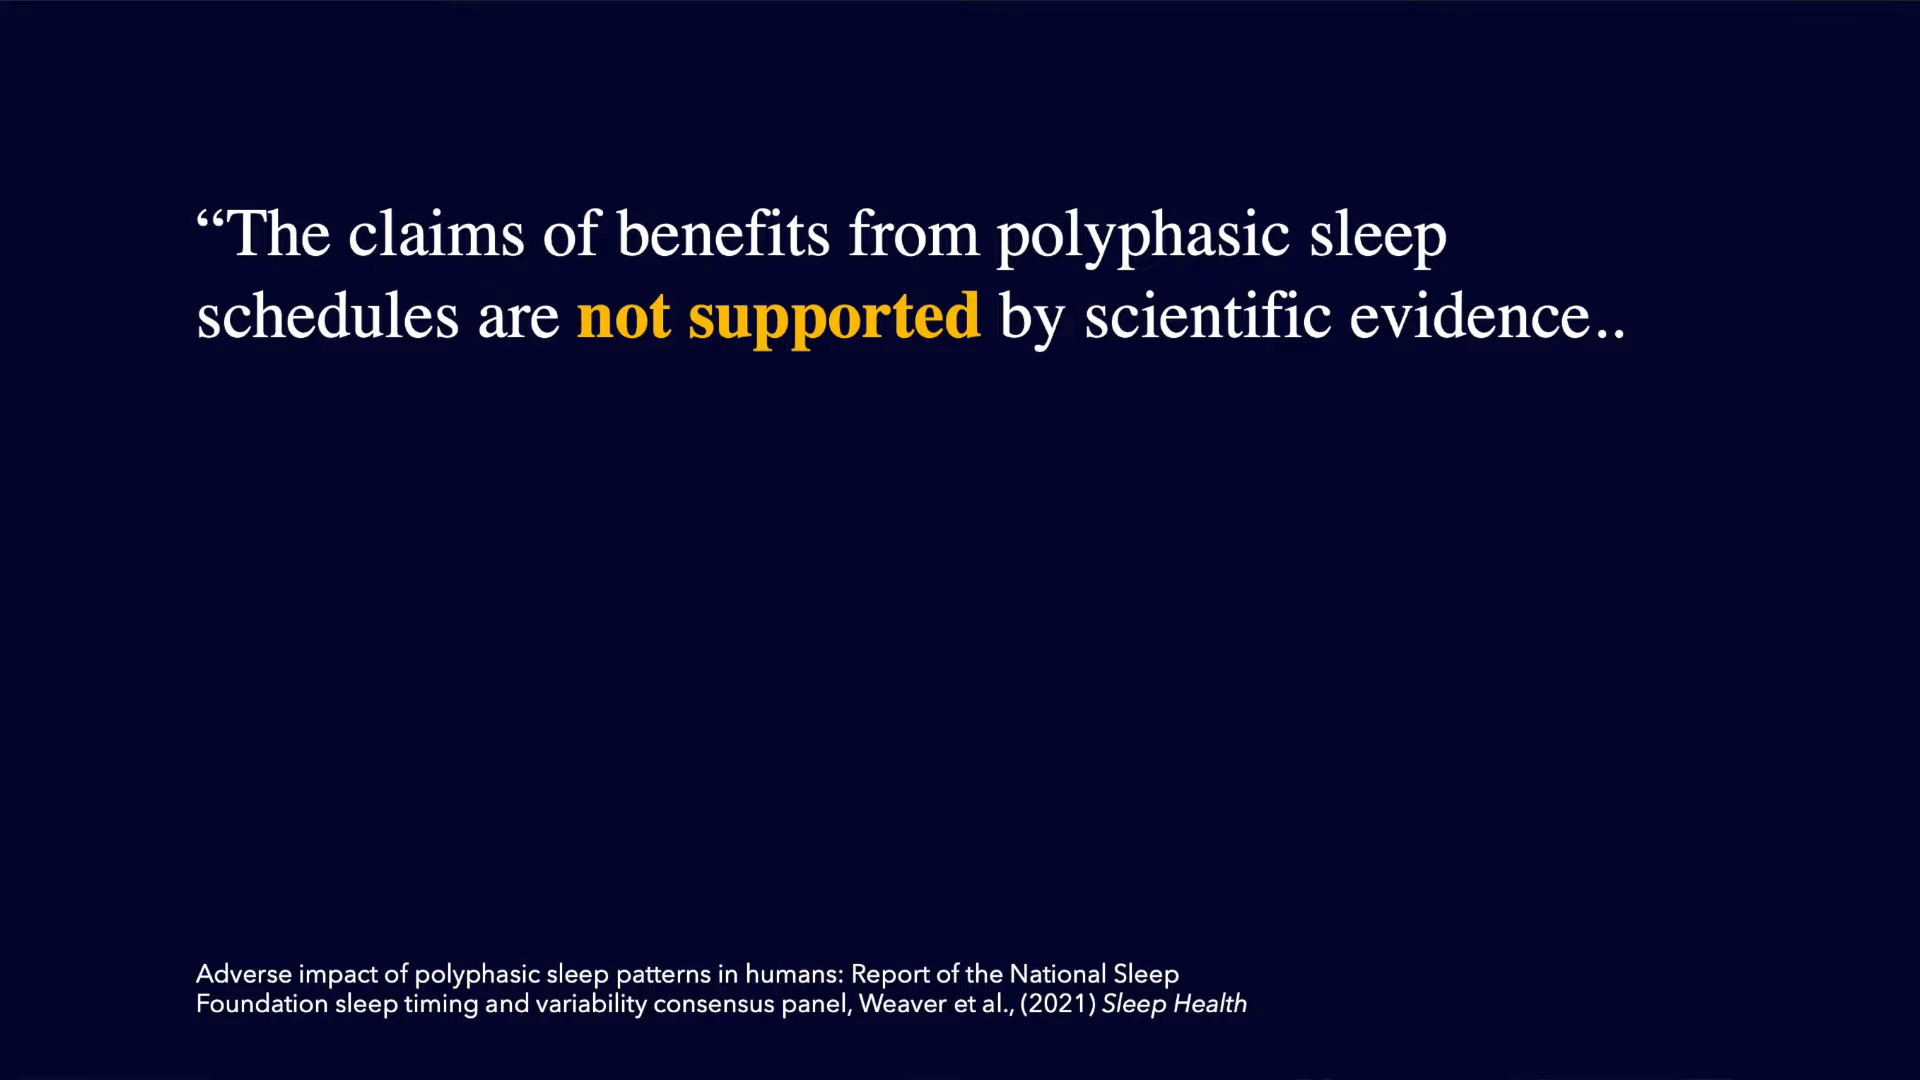 “The claims of benefits from polyphasic sleep
schedules are not supported by scientific evidence..
Adverse impact of polyphasic sleep patterns in humans: Report of the National Sleep
Foundation sleep timing and variability consensus panel, Weaver et al., (2021) Sleep Health